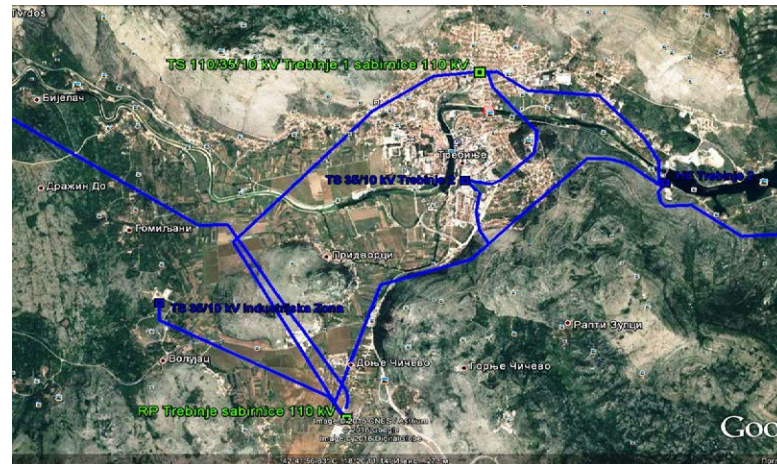 Tvrdoš
TS 110/35/10 kV Trebinje 1 sabirnice 110 kV
Бијелач
Требиње
TS 35/10 kV Trebinje 2
Дражин До
Гомиљани
Придворци
TS 35/10 kV Industrijska Zona
Рапти Зупци
Волујац
Доње Чичево
Горње Чичево
RP Trebinje sabirnice 110 kV
Goo